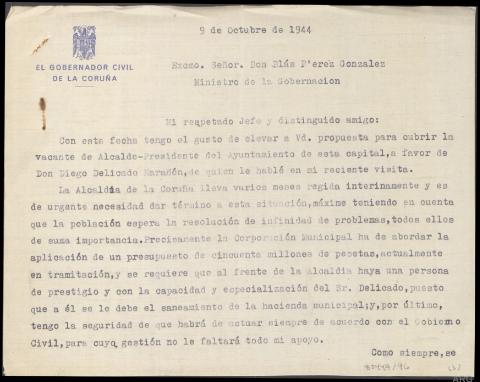 9 de Octubre de 1944
EL GOBERNADOR CIVIL
DE LA CORUÑA
Excmo. Señor. Don Blás P'erez Gonzalez
Ministro de la Gobernacion
Mi respetado Jefe y distinguido amigo:
Con esta fecha tengo el gusto de elevar a Vd. propuesta para cubrir la
vacante de Alcalde-Presidente del Ayuntamiento de esta capital, a favor de
Don Diego Delicado Marañón, de quien le hablé en mi reciente visita.
La Alcaldia de la Coruña lleva varios meses regida interinamente y es
de urgente necesidad dar término a esta situación, máxime teniendo en cuenta
que la población espera la resolución de infinidad de problemas, todos ellos
de suma importancia. Precisamente la Corporación Municipal ha de abordar la
aplicación de un presupuesto de cincuenta millones de pesetas, actualmente
en tramitación, y se requiere que al frente de la Alcaldia haya una persona
de prestigio y con la capacidad y especialización del Sr. Delicado, puesto
que a él se le debe el saneamiento de la hacienda municipal; y, por último,
tengo la seguridad de que habrá de actuar siempre de acuerdo con el Gobierno
Civil, para cuya gestión no le faltará todo mi apoyo.
Como siempre, se